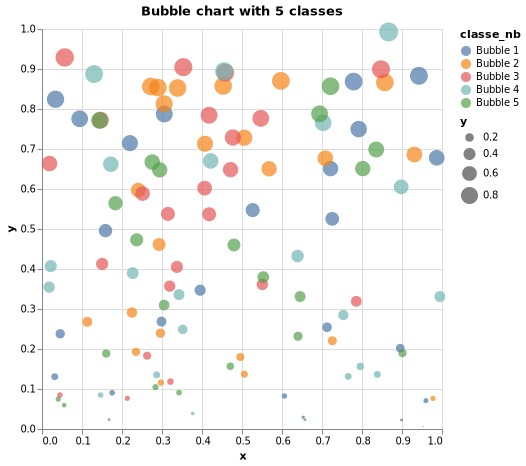 Bubble chart with 5 classes
1.0
0.9
0.8
0.7
0.6
0.5
0.4
0.3
0.2
0.1
0.0
y
0.0 0.1 0.2 0.3 0.4 0.5 0.6 0.7 0.8 0.9 1.0
x
classe_nb
Bubble 1
Bubble 2
Bubble 3
Bubble 4
Bubble 5
y
0.2
0.4
0.6
0.8